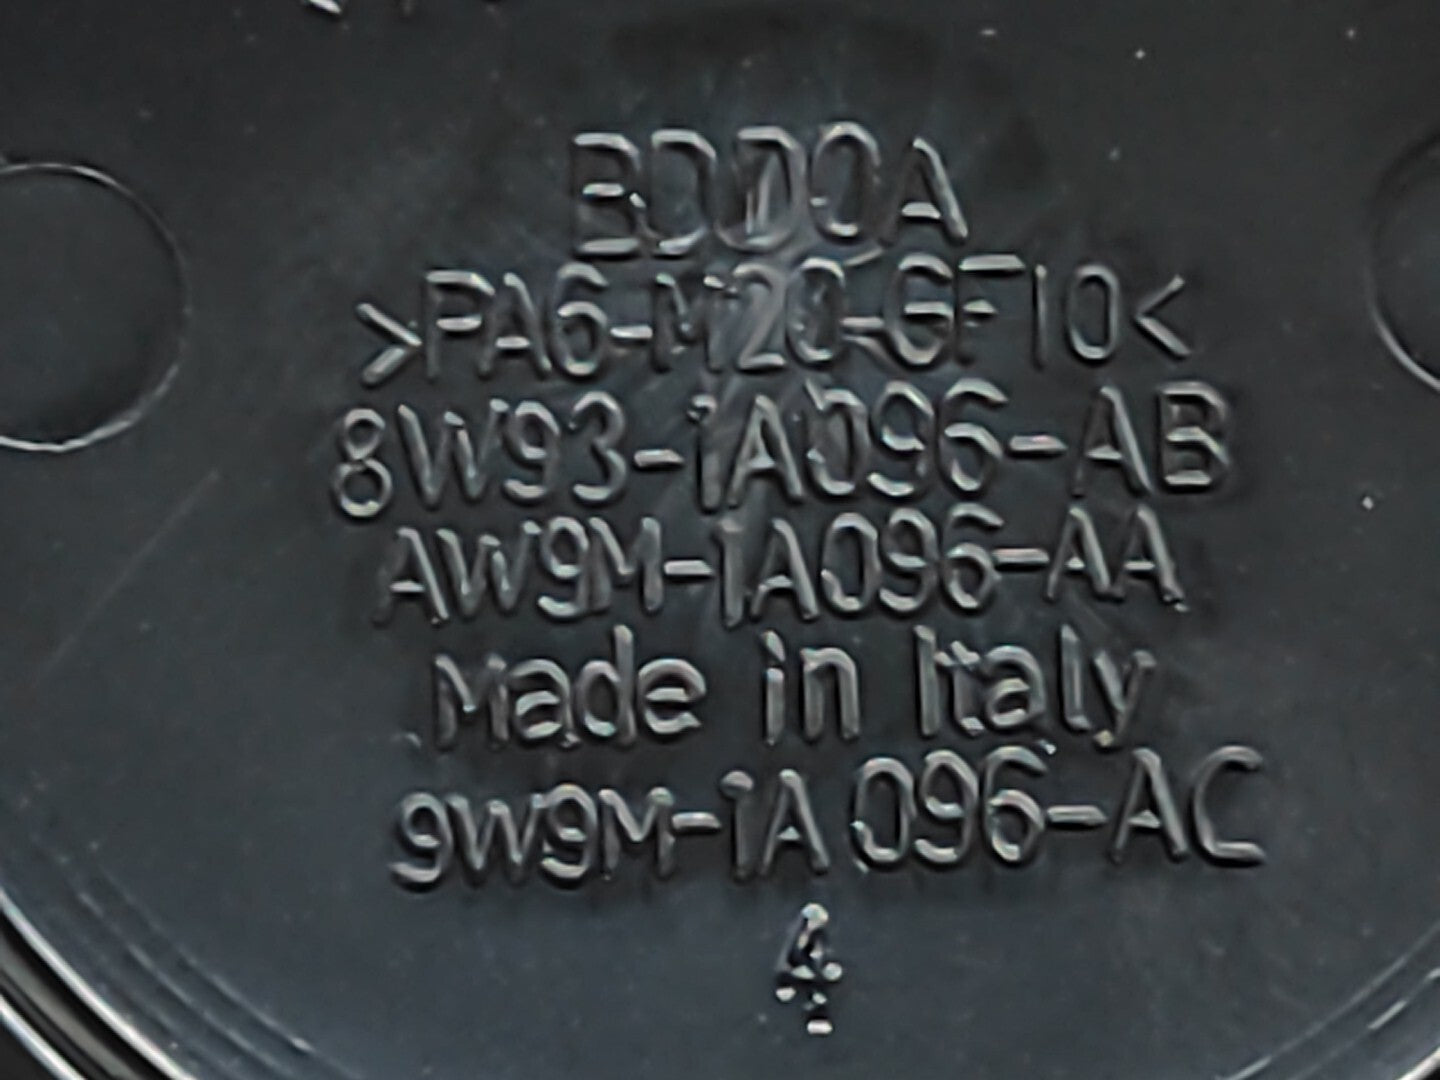 BDD0A
>PA6-M20-GF10<
8W93-1A096-AB
AW9M-1A096-AA
Made in Italy
9W9M-1A096-AC
4